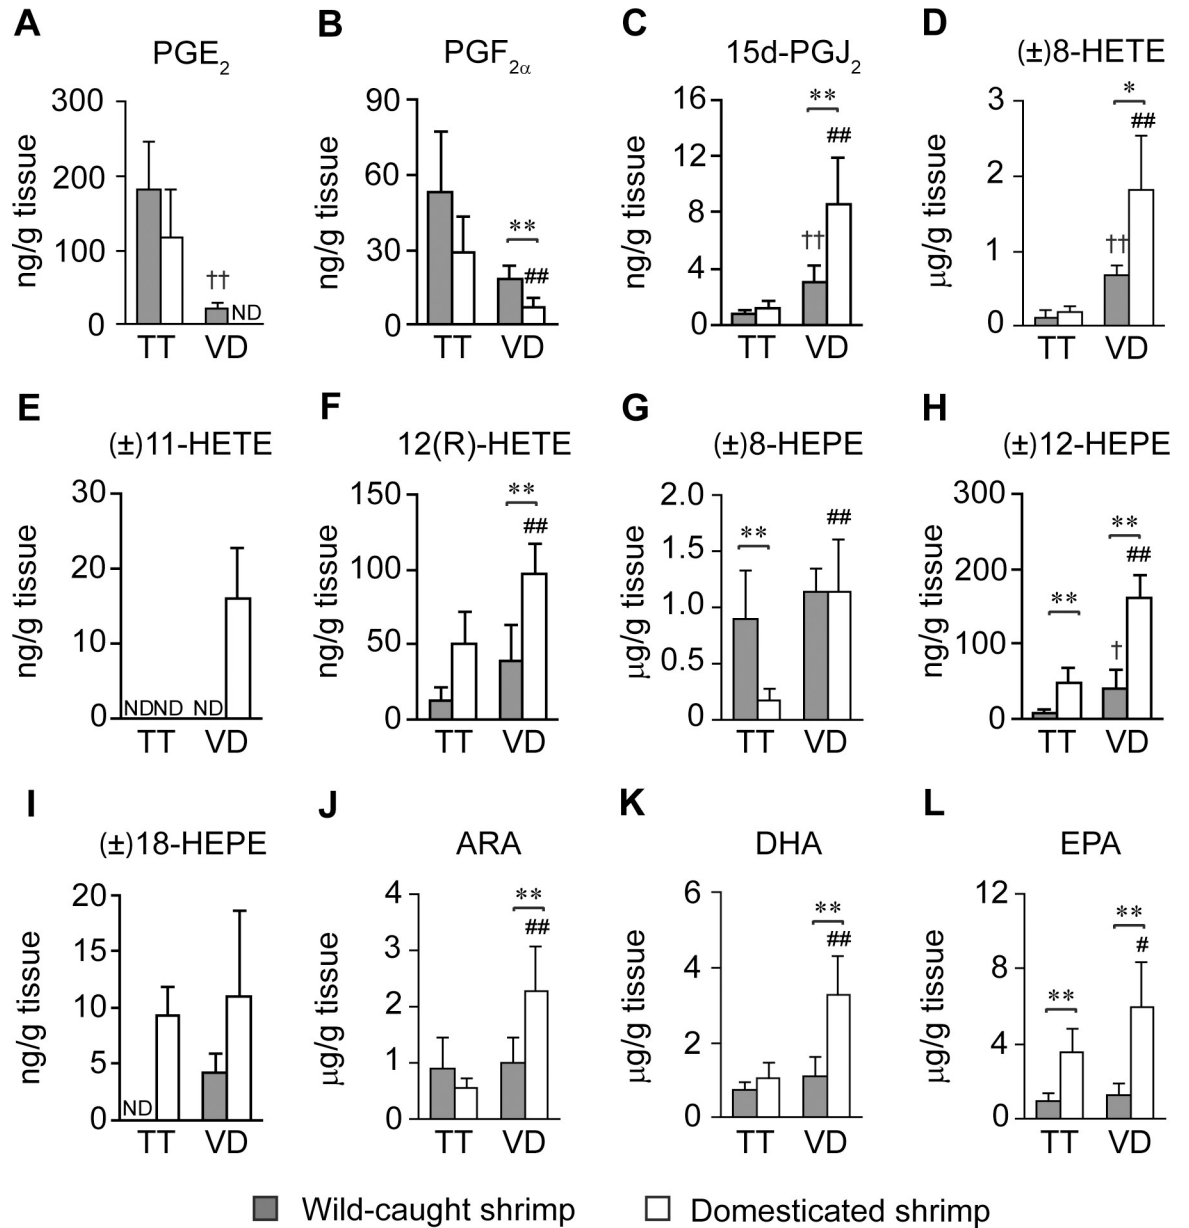 A
PGE2
ng/g tissue
300
200
100
0
††
ND
TT VD
B
PGF2α
ng/g tissue
90
60
30
0
**
##
TT VD
C
15d-PGJ2
ng/g tissue
16
12
8
4
0
**
##
††
TT VD
D
(±)8-HETE
µg/g tissue
3
2
1
0
*
##
††
TT VD
E
(±)11-HETE
ng/g tissue
30
20
10
0
ND ND ND
TT VD
F
12(R)-HETE
ng/g tissue
150
100
50
0
**
##
TT VD
G
(±)8-HEPE
µg/g tissue
2.0
1.5
1.0
0.5
0
**
##
TT VD
H
(±)12-HEPE
ng/g tissue
300
200
100
0
**
##
**
†
TT VD
I
(±)18-HEPE
ng/g tissue
20
15
10
5
0
ND
TT VD
J
ARA
µg/g tissue
4
3
2
1
0
**
##
TT VD
K
DHA
µg/g tissue
6
4
2
0
**
##
TT VD
L
EPA
µg/g tissue
12
8
4
0
**
#
**
TT VD
Wild-caught shrimp
Domesticated shrimp